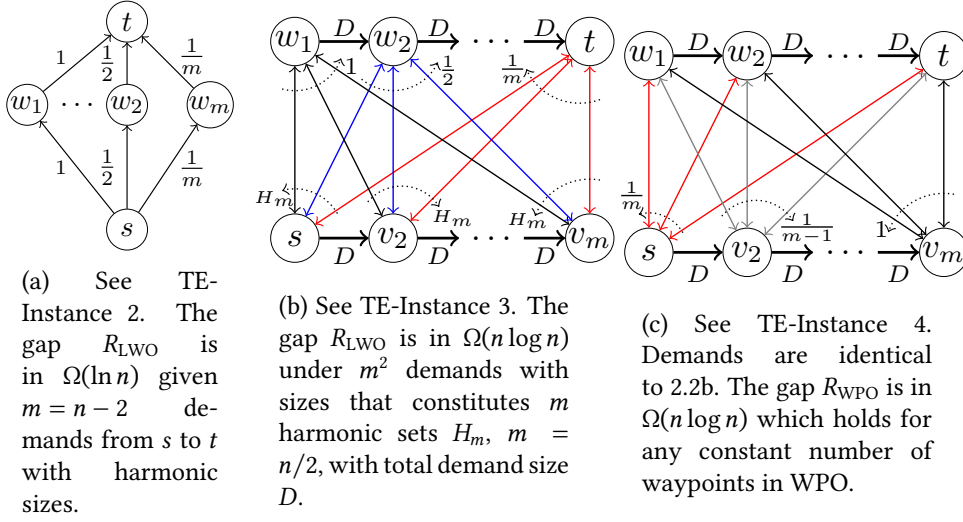 t
1
1/2
1/m
w₁
· · ·
w₂
wₘ
1
1/2
1/m
s
(a) See TE-
Instance 2. The
gap R_LWO is
in Ω(ln n) given
m = n − 2 de-
mands from s to t
with harmonic
sizes.
w₁ D w₂ D · · · D t
1
1/2
1/m
Hₘ
Hₘ
Hₘ
s v₂ · · · vₘ
D D D
(b) See TE-Instance 3. The
gap R_LWO is in Ω(n log n)
under m² demands with
sizes that constitutes m
harmonic sets Hₘ, m =
n/2, with total demand size
D.
w₁ D w₂ D · · · D t
1/m
1/(m−1)
1
s v₂ · · · vₘ
D D D
(c) See TE-Instance 4.
Demands are identical
to 2.2b. The gap R_WPO is in
Ω(n log n) which holds for
any constant number of
waypoints in WPO.